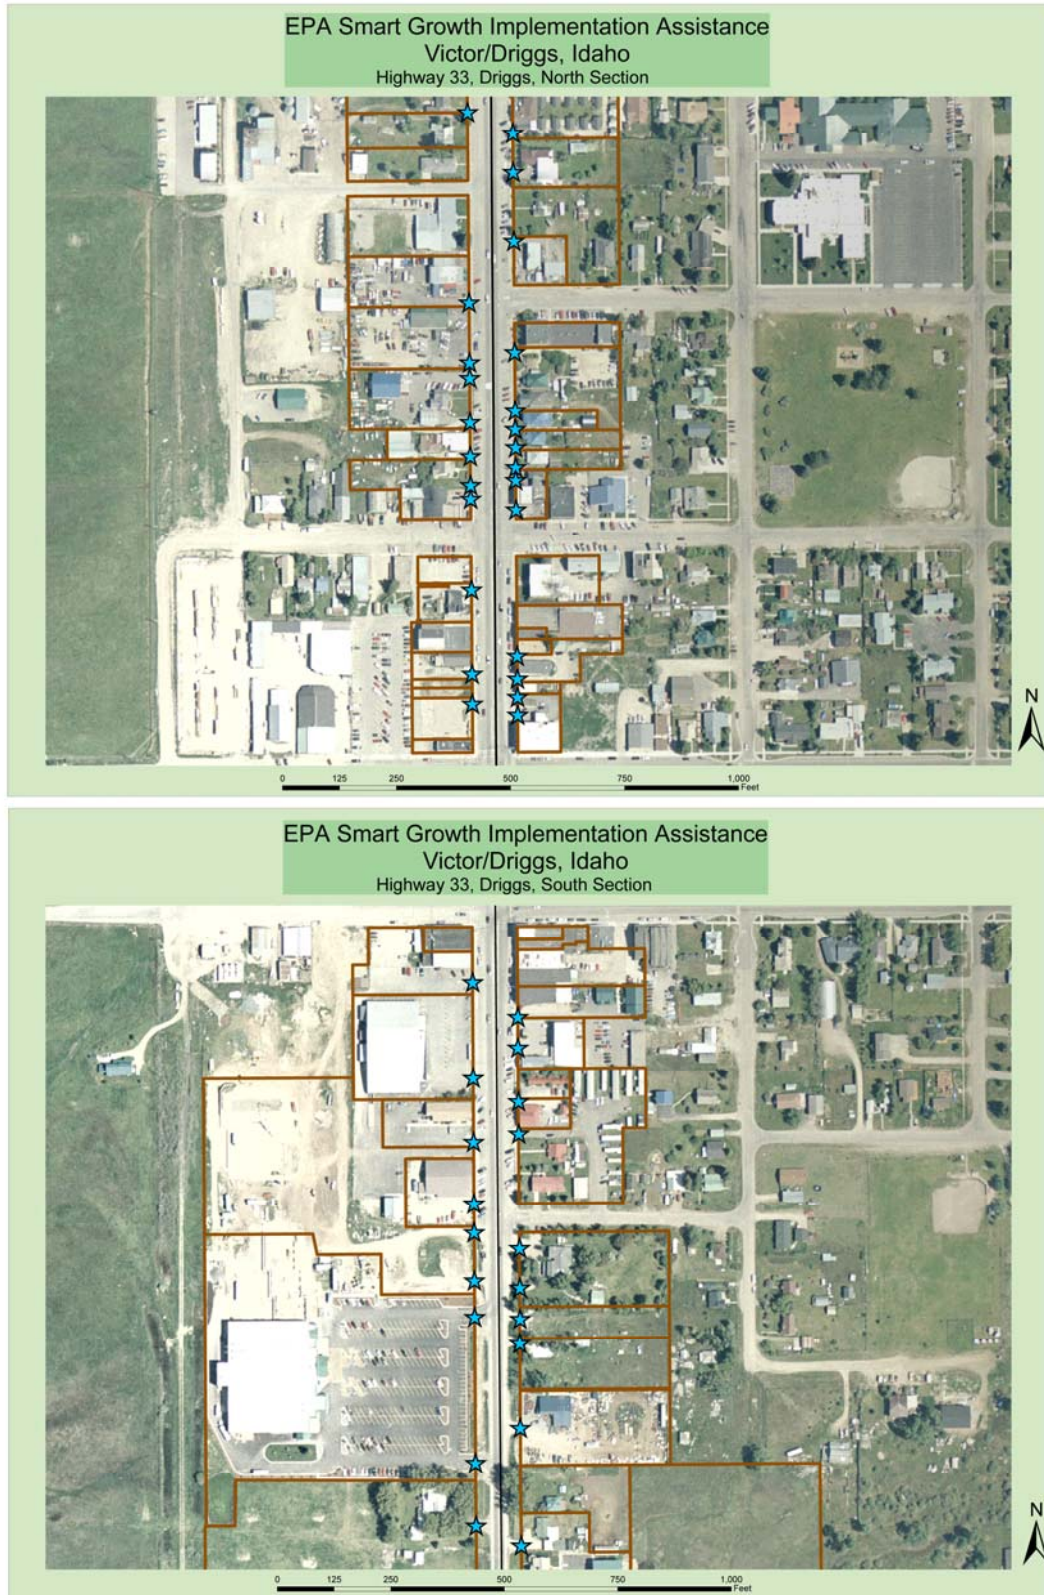 EPA Smart Growth Implementation Assistance
Victor/Driggs, Idaho
Highway 33, Driggs, North Section
N
0 125 250 500 750 1,000
Feet
EPA Smart Growth Implementation Assistance
Victor/Driggs, Idaho
Highway 33, Driggs, South Section
N
0 125 250 500 750 1,000
Feet